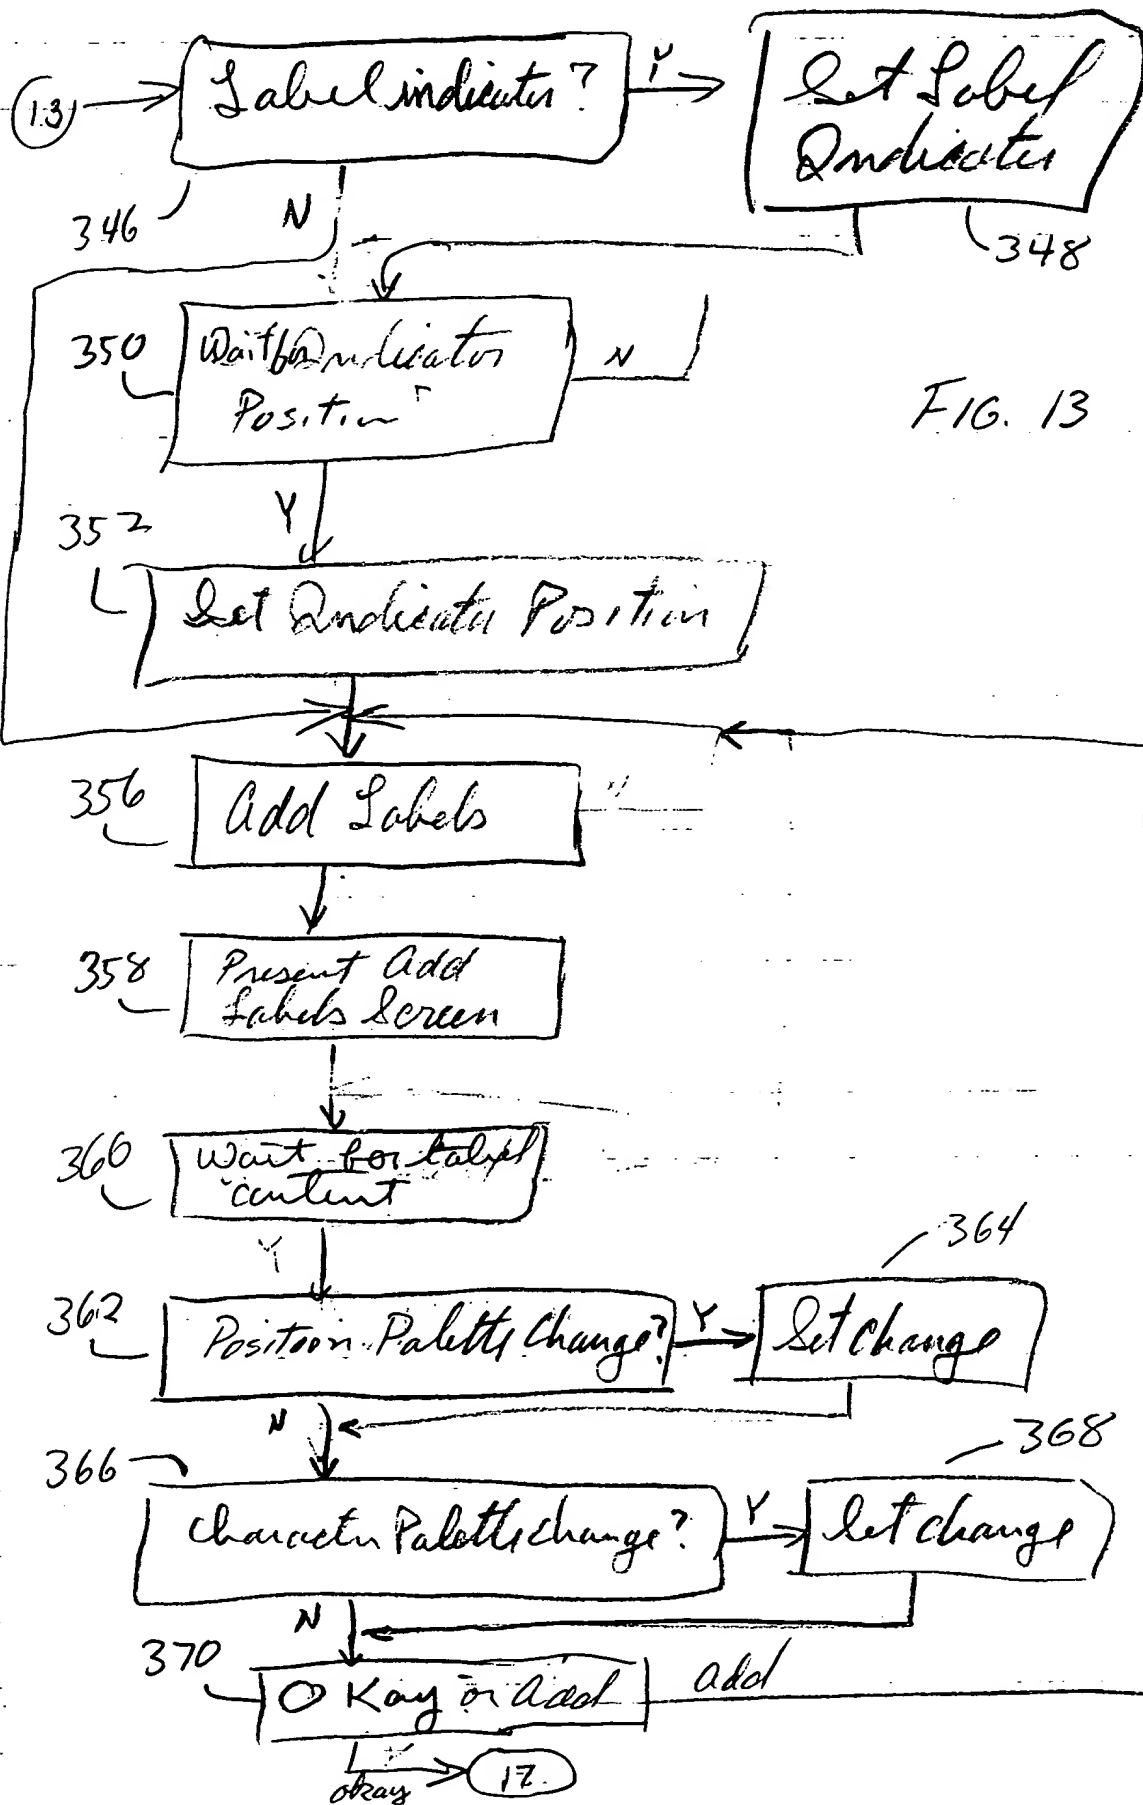 Label indicator?
Y
Set Label
Indicator
13
346
N
348
350
Wait for Indicator
Position
N
FIG. 13
Y
352
Set Indicator Position
356
Add Labels
358
Present Add
Labels Screen
360
Wait for label
content
Y
364
362
Position Palette Change?
Y
Set change
N
366
368
Character Palette change?
Y
Set change
N
370
O Kay or Add
Add
okay
17